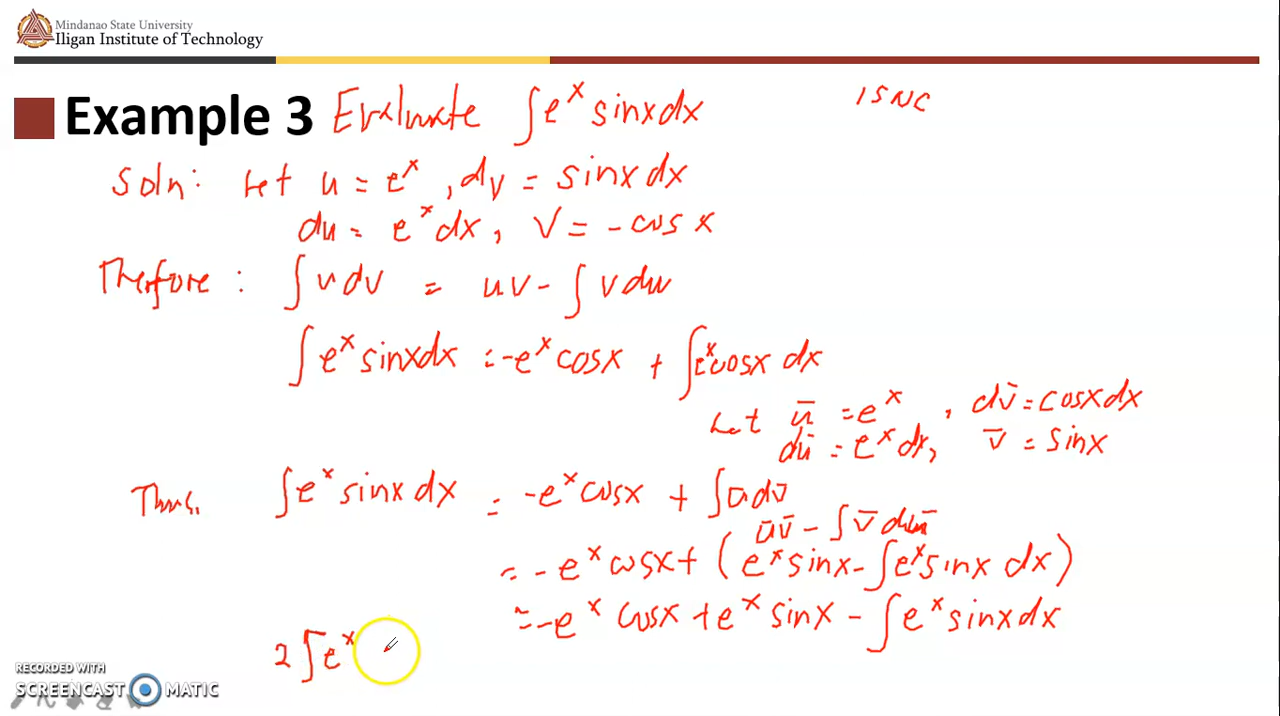 Mindanao State University
Iligan Institute of Technology
Example 3 Evaluate ∫e^x sinx dx
Soln: Let u = e^x, dv = sinx dx
du = e^x dx, v = -cos x
Therefore: ∫u dv = uv - ∫v du
∫e^x sinx dx = -e^x cosx + ∫e^x cosx dx
Let ū = e^x, dv̄ = cosx dx
dū = e^x dx, v̄ = sinx
Thus, ∫e^x sinx dx = -e^x cosx + ∫ū dv̄
ūv̄ - ∫v̄ dū
= -e^x cosx + (e^x sinx - ∫e^x sinx dx)
= -e^x cosx + e^x sinx - ∫e^x sinx dx
2∫e^x
RECORDED WITH
SCREENCAST MATIC